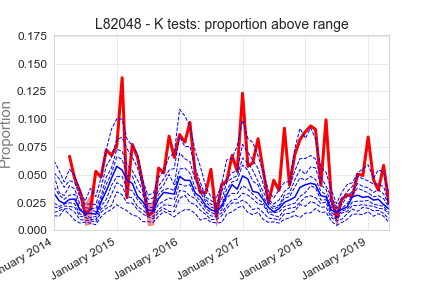 L82048 - K tests: proportion above range
0.175
0.150
0.125
0.100
0.075
0.050
0.025
0.000
Proportion
nuary 2014
January 2015
January 2016
January 2017
January 2018
January 2019